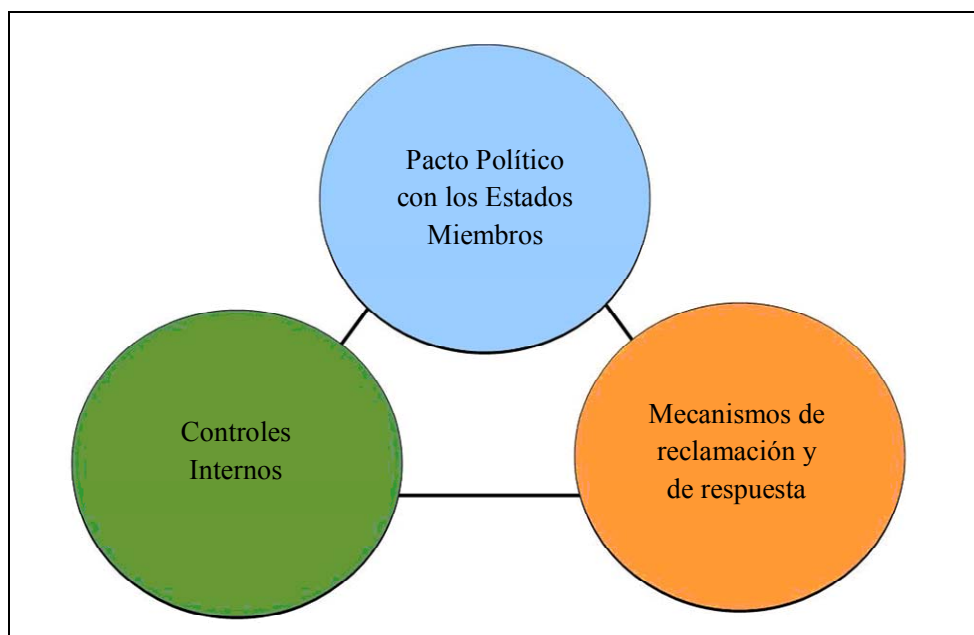 Pacto Político
con los Estados
Miembros
Controles
Internos
Mecanismos de
reclamación y
de respuesta